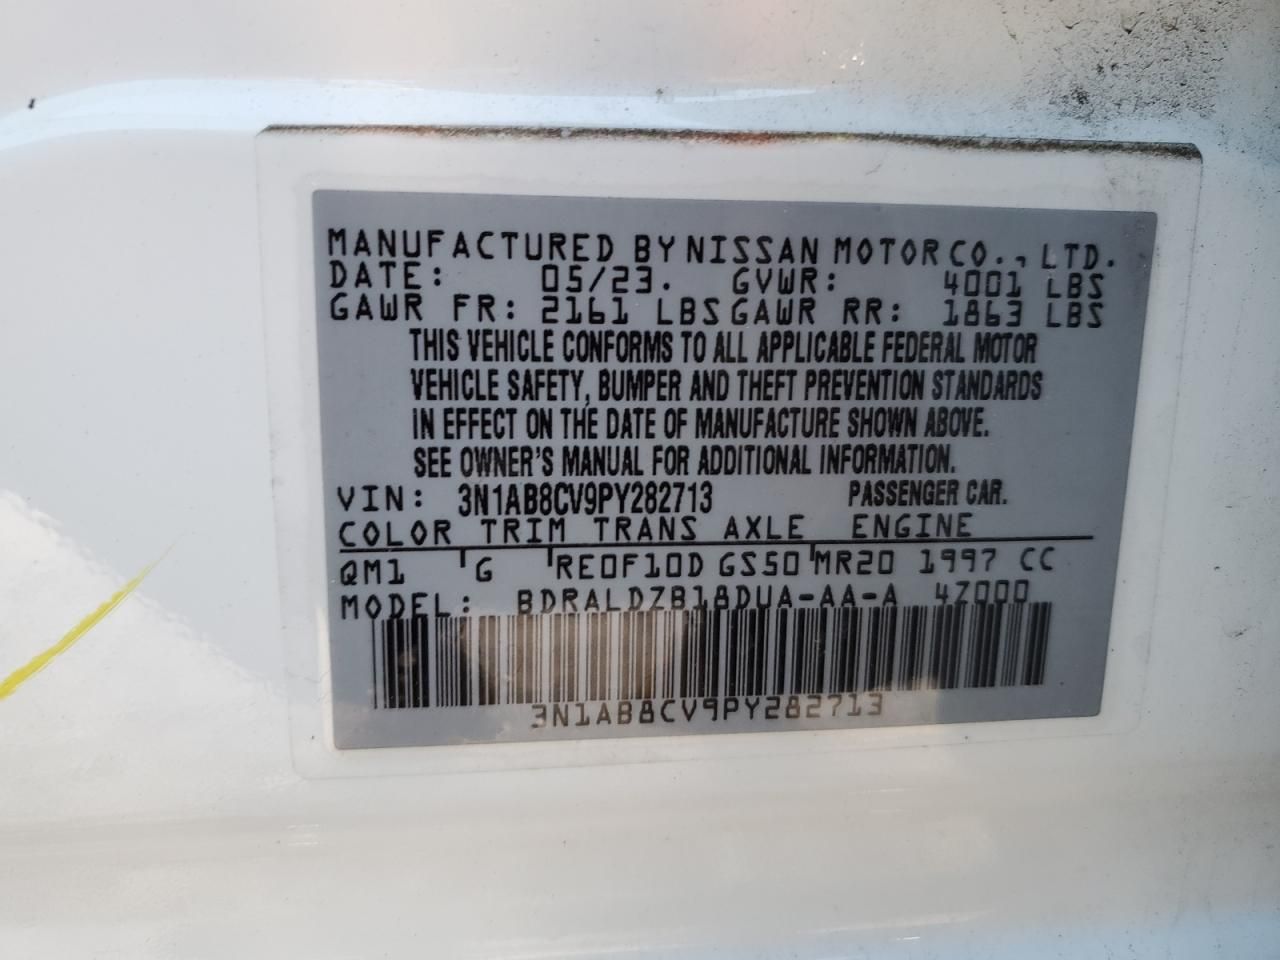 MANUFACTURED BY NISSAN MOTOR CO., LTD.
DATE: 05/23. GVWR: 4001 LBS
GAWR FR: 2161 LBS GAWR RR: 1863 LBS
THIS VEHICLE CONFORMS TO ALL APPLICABLE FEDERAL MOTOR
VEHICLE SAFETY, BUMPER AND THEFT PREVENTION STANDARDS
IN EFFECT ON THE DATE OF MANUFACTURE SHOWN ABOVE.
SEE OWNER'S MANUAL FOR ADDITIONAL INFORMATION.
VIN: 3N1AB8CV9PY282713 PASSENGER CAR.
COLOR TRIM TRANS AXLE ENGINE
QM1 G RE0F10D GS50 MR20 1997 CC
MODEL: BDRALDZB18DUA-AA-A 4Z000
3N1AB8CV9PY282713